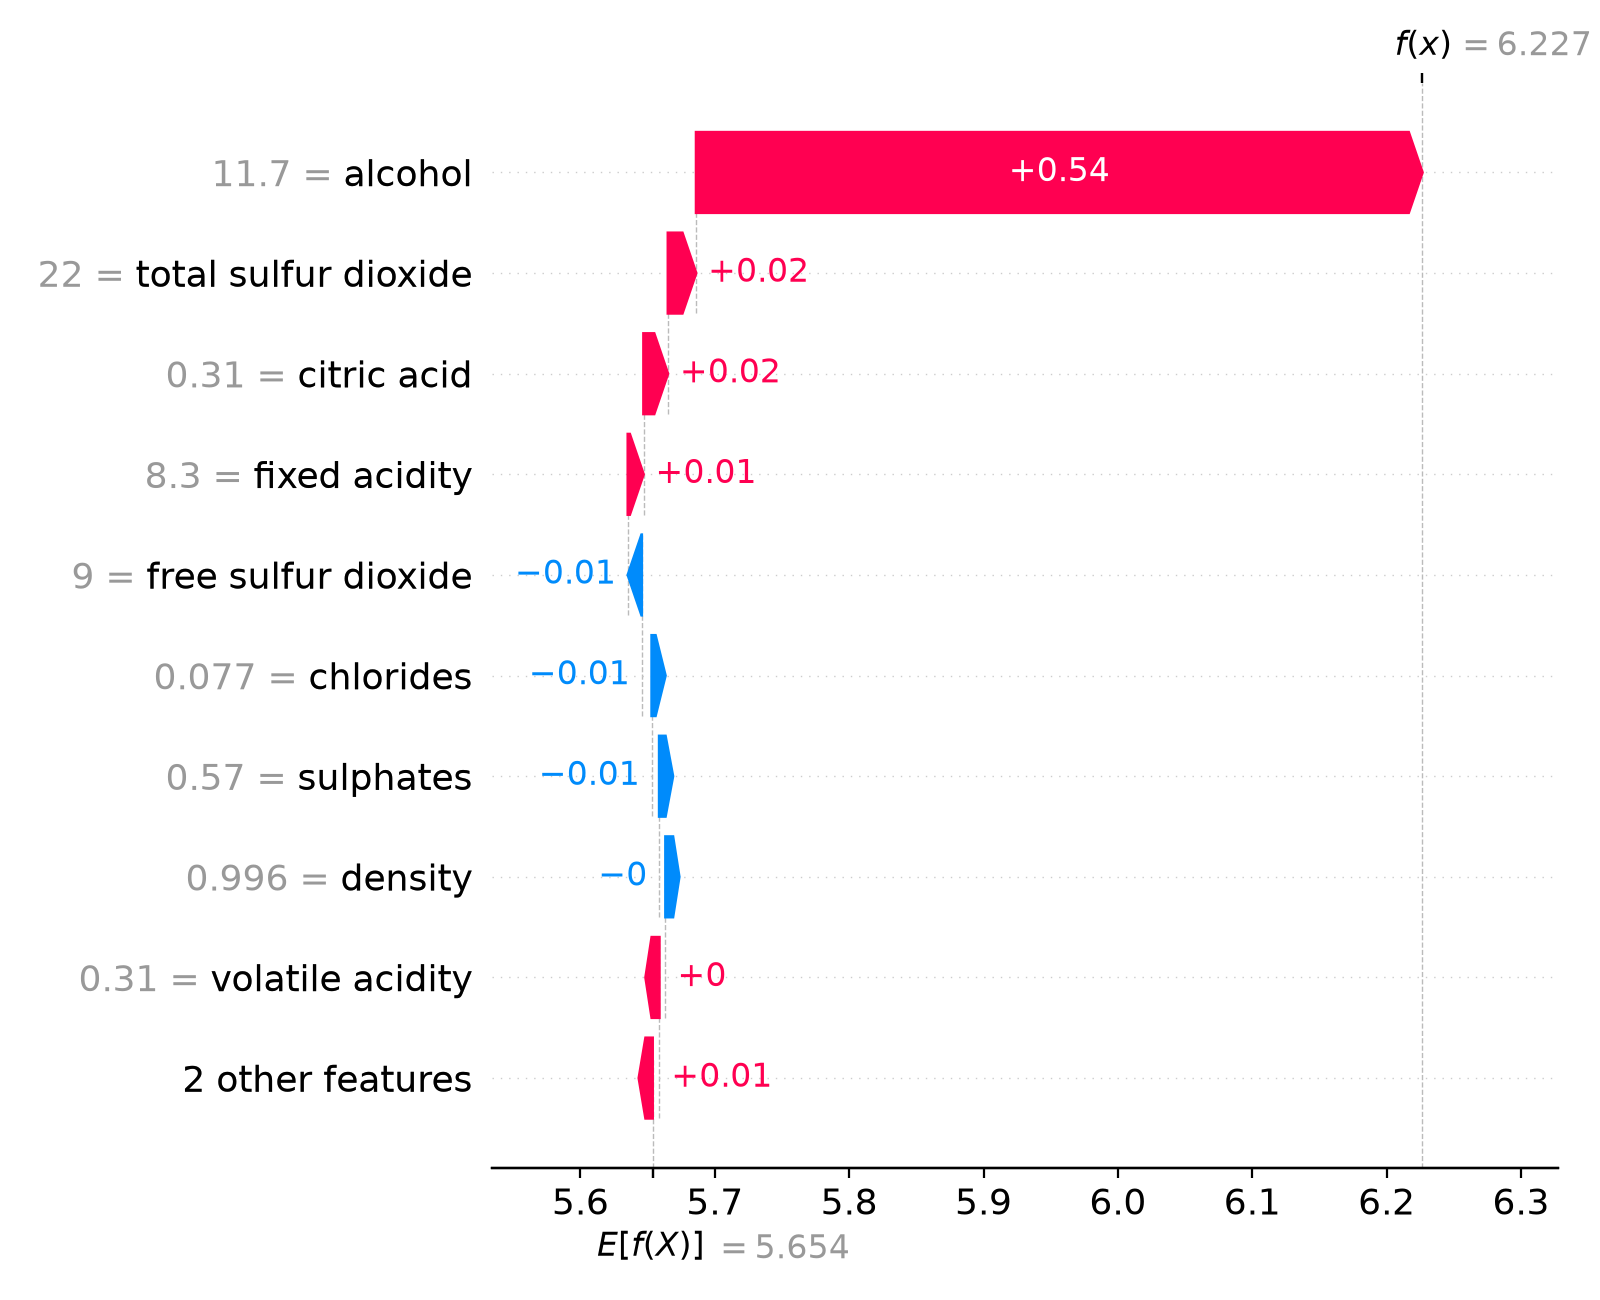 f(x) = 6.227
11.7 = alcohol
+0.54
22 = total sulfur dioxide
+0.02
0.31 = citric acid
+0.02
8.3 = fixed acidity
+0.01
9 = free sulfur dioxide
−0.01
0.077 = chlorides
−0.01
0.57 = sulphates
−0.01
0.996 = density
−0
0.31 = volatile acidity
+0
2 other features
+0.01
5.6 5.7 5.8 5.9 6.0 6.1 6.2 6.3
E[f(X)] = 5.654